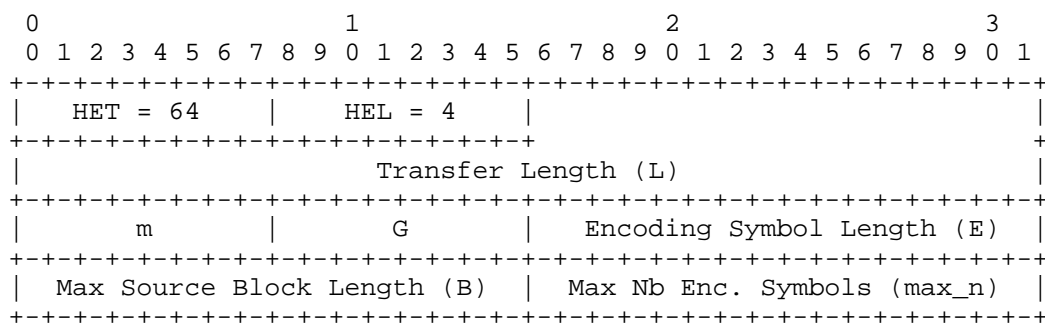 0                   1                   2                   3
 0 1 2 3 4 5 6 7 8 9 0 1 2 3 4 5 6 7 8 9 0 1 2 3 4 5 6 7 8 9 0 1
+-+-+-+-+-+-+-+-+-+-+-+-+-+-+-+-+-+-+-+-+-+-+-+-+-+-+-+-+-+-+-+-+
|   HET = 64    |    HEL = 4    |                               |
+-+-+-+-+-+-+-+-+-+-+-+-+-+-+-+-+                               +
|                      Transfer Length (L)                      |
+-+-+-+-+-+-+-+-+-+-+-+-+-+-+-+-+-+-+-+-+-+-+-+-+-+-+-+-+-+-+-+-+
|       m       |       G       |   Encoding Symbol Length (E)  |
+-+-+-+-+-+-+-+-+-+-+-+-+-+-+-+-+-+-+-+-+-+-+-+-+-+-+-+-+-+-+-+-+
|  Max Source Block Length (B)  |  Max Nb Enc. Symbols (max_n)  |
+-+-+-+-+-+-+-+-+-+-+-+-+-+-+-+-+-+-+-+-+-+-+-+-+-+-+-+-+-+-+-+-+